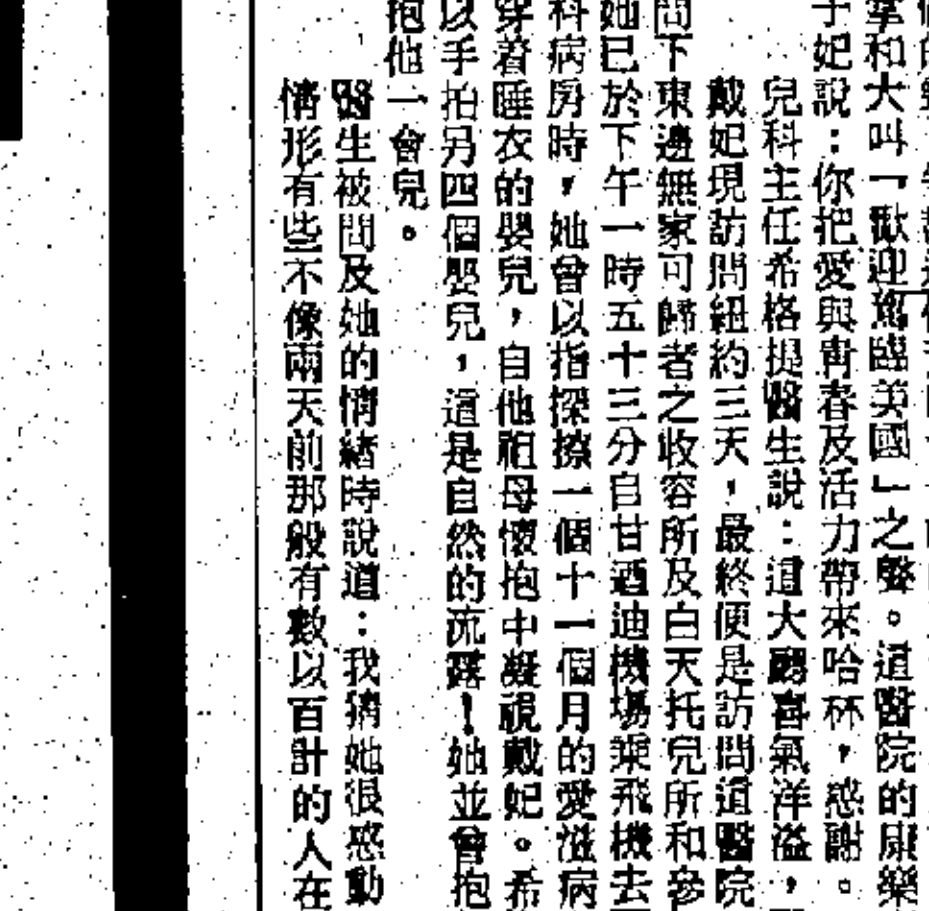 掌和大叫「歡迎駕臨美國」之聲。這醫院的康樂
子妃說：你把愛與青春及活力帶來哈林，感謝。
兒科主任希格提醫生說：這大廳喜氣洋溢，
戴妃現訪問紐約三天，最終便是訪問這醫院
問下東邊無家可歸者之收容所及白天托兒所和參
她已於下午一時五十三分自甘迺迪機場乘飛機去
科病房時，她曾以指探撩一個十一個月的愛滋病
穿着睡衣的嬰兒，自他祖母懷抱中凝視戴妃。希
以手拍另四個嬰兒，這是自然的流露！她並曾抱
抱他一會兒。
醫生被問及她的情緒時說道：我猜她很感動
情形有些不像兩天前那般有數以百計的人在